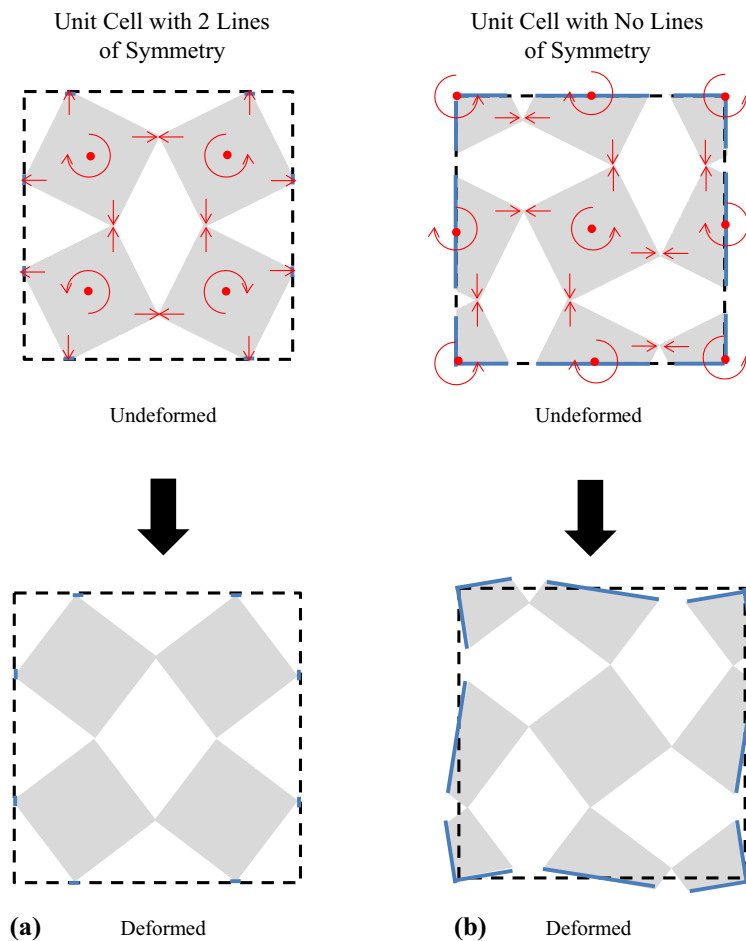 Unit Cell with 2 Lines
of Symmetry
Unit Cell with No Lines
of Symmetry
Undeformed
Undeformed
(a)
Deformed
(b)
Deformed